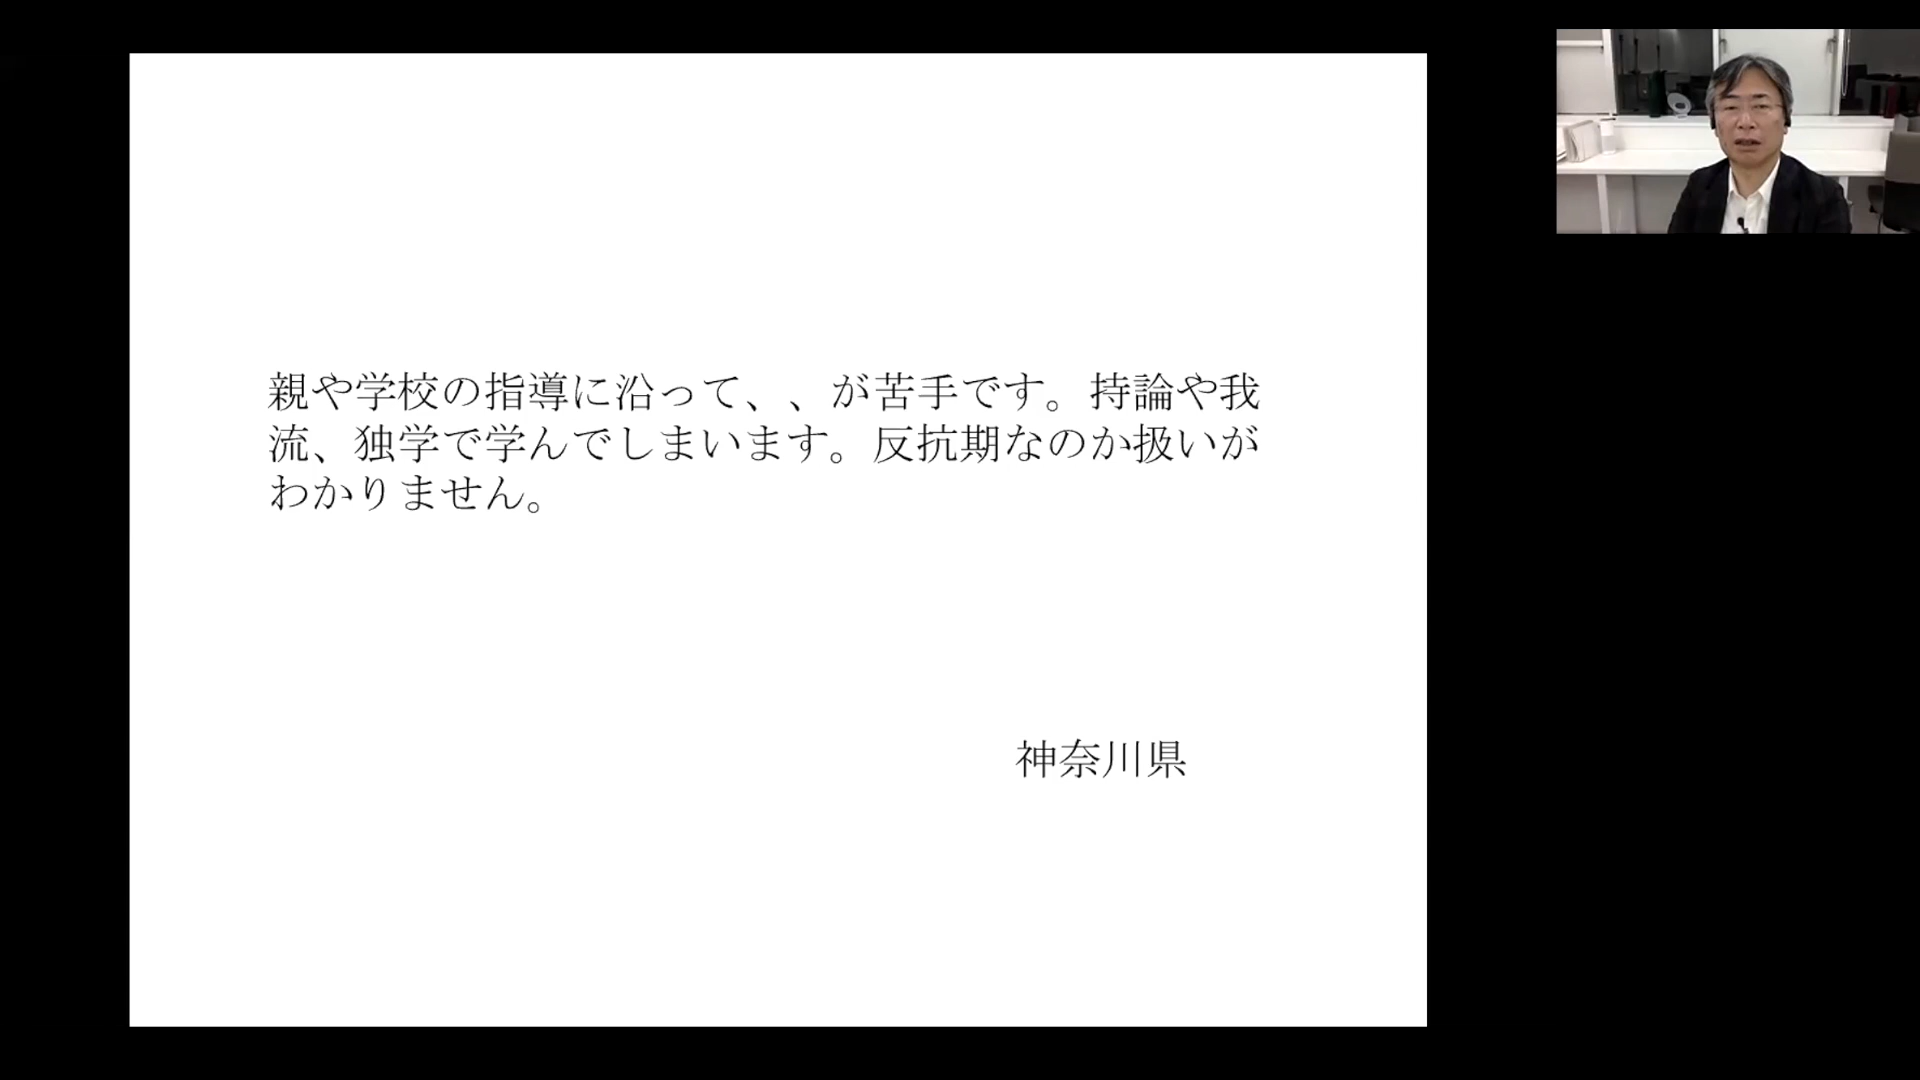 親や学校の指導に沿って、、が苦手です。持論や我
流、独学で学んでしまいます。反抗期なのか扱いが
わかりません。
神奈川県